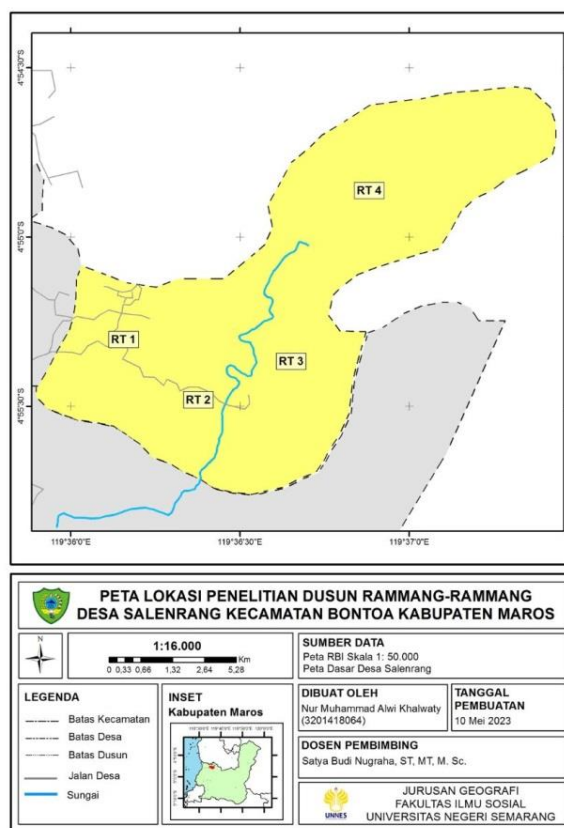 4°54'30"S
RT 4
4°55'0"S
RT 1
RT 3
RT 2
4°55'30"S
119°36'0"E 119°36'30"E 119°37'0"E
PETA LOKASI PENELITIAN DUSUN RAMMANG-RAMMANG
DESA SALENRANG KECAMATAN BONTOA KABUPATEN MAROS
N
1:16.000
0 0,33 0,66 1,32 2,64 5,28
Km
SUMBER DATA
Peta RBI Skala 1: 50.000
Peta Dasar Desa Salenrang
LEGENDA
Batas Kecamatan
Batas Desa
Batas Dusun
Jalan Desa
Sungai
INSET
Kabupaten Maros
DIBUAT OLEH
Nur Muhammad Alwi Khalwaty
(3201418064)
TANGGAL
PEMBUATAN
10 Mei 2023
DOSEN PEMBIMBING
Satya Budi Nugraha, ST, MT, M. Sc.
UNNES
JURUSAN GEOGRAFI
FAKULTAS ILMU SOSIAL
UNIVERSITAS NEGERI SEMARANG